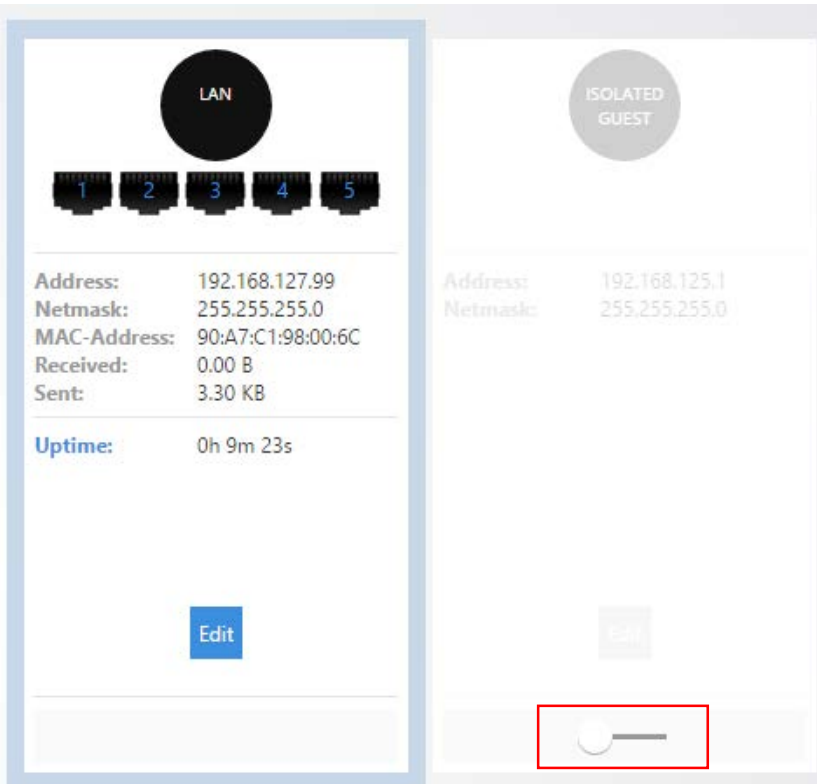 LAN
1 2 3 4 5
Address: 192.168.127.99
Netmask: 255.255.255.0
MAC-Address: 90:A7:C1:98:00:6C
Received: 0.00 B
Sent: 3.30 KB
Uptime: 0h 9m 23s
Edit
ISOLATED
GUEST
Address: 192.168.125.1
Netmask: 255.255.255.0
Edit